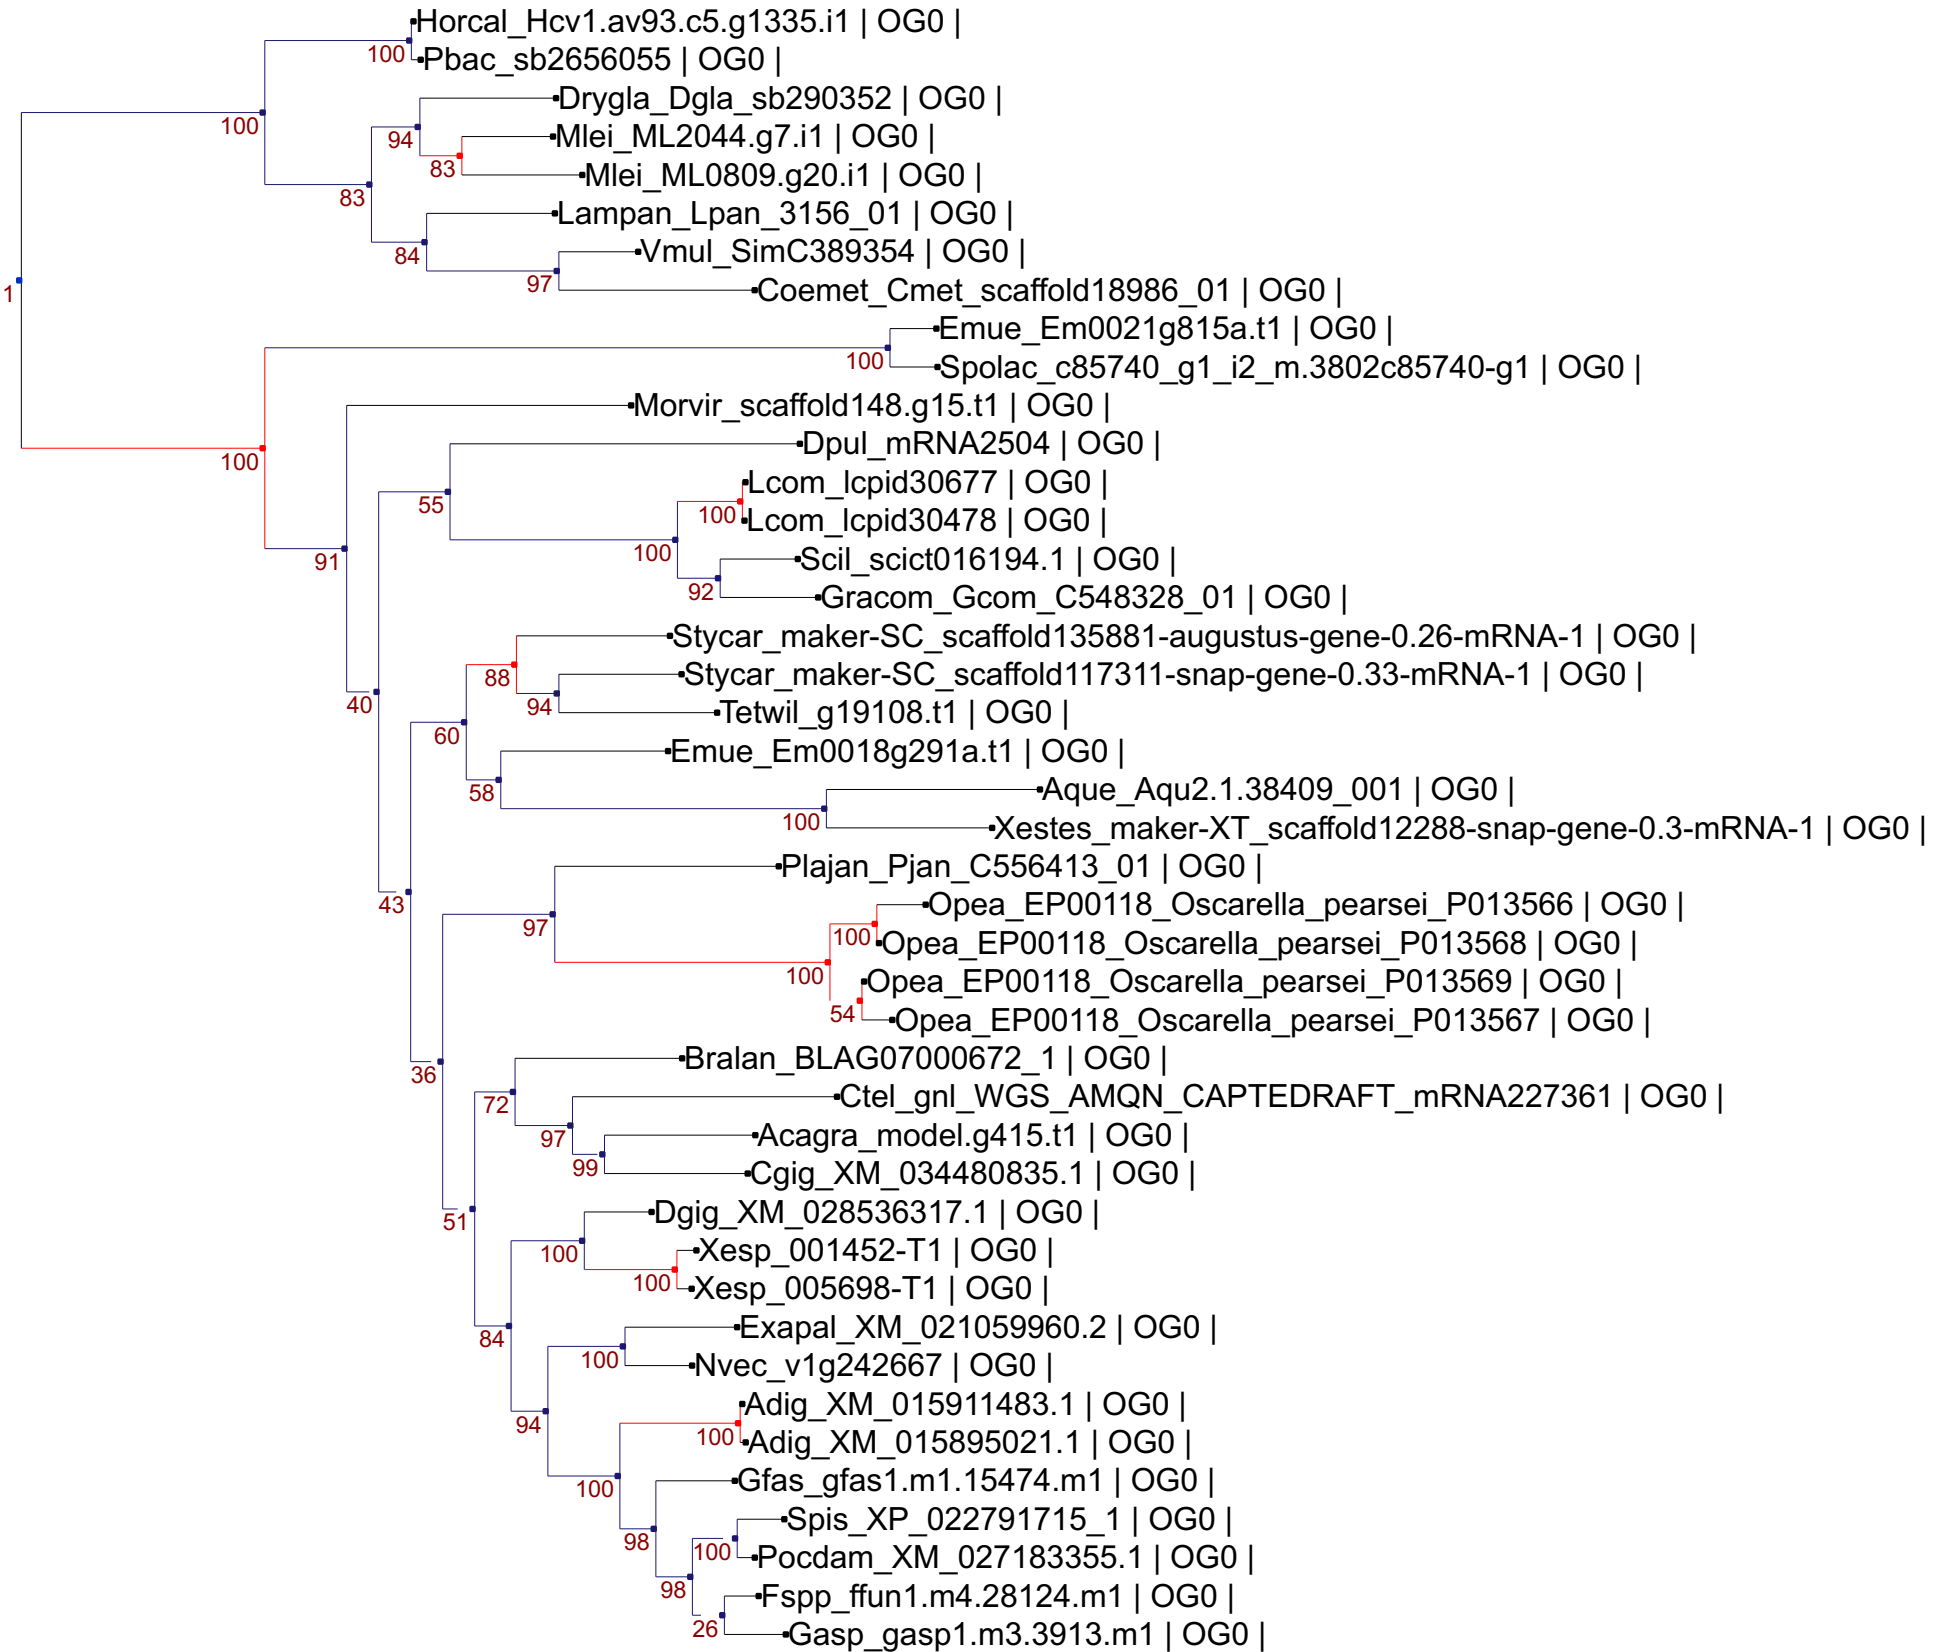 Horcal_Hcv1.av93.c5.g1335.i1 | OG0 |
100
Pbac_sb2656055 | OG0 |
Drygla_Dgla_sb290352 | OG0 |
100
94
Mlei_ML2044.g7.i1 | OG0 |
83
Mlei_ML0809.g20.i1 | OG0 |
83
Lampan_Lpan_3156_01 | OG0 |
84
Vmul_SimC389354 | OG0 |
97
Coemet_Cmet_scaffold18986_01 | OG0 |
1
Emue_Em0021g815a.t1 | OG0 |
100
Spolac_c85740_g1_i2_m.3802c85740-g1 | OG0 |
Morvir_scaffold148.g15.t1 | OG0 |
Dpul_mRNA2504 | OG0 |
100
Lcom_lcpid30677 | OG0 |
55
100
Lcom_lcpid30478 | OG0 |
100
Scil_scict016194.1 | OG0 |
91
92
Gracom_Gcom_C548328_01 | OG0 |
Stycar_maker-SC_scaffold135881-augustus-gene-0.26-mRNA-1 | OG0 |
88
Stycar_maker-SC_scaffold117311-snap-gene-0.33-mRNA-1 | OG0 |
40
94
Tetwil_g19108.t1 | OG0 |
60
Emue_Em0018g291a.t1 | OG0 |
58
Aque_Aqu2.1.38409_001 | OG0 |
100
Xestes_maker-XT_scaffold12288-snap-gene-0.3-mRNA-1 | OG0 |
Plajan_Pjan_C556413_01 | OG0 |
43
Opea_EP00118_Oscarella_pearsei_P013566 | OG0 |
97
100
Opea_EP00118_Oscarella_pearsei_P013568 | OG0 |
100
Opea_EP00118_Oscarella_pearsei_P013569 | OG0 |
54
Opea_EP00118_Oscarella_pearsei_P013567 | OG0 |
Bralan_BLAG07000672_1 | OG0 |
36
72
Ctel_gnl_WGS_AMQN_CAPTEDRAFT_mRNA227361 | OG0 |
97
Acagra_model.g415.t1 | OG0 |
99
Cgig_XM_034480835.1 | OG0 |
51
Dgig_XM_028536317.1 | OG0 |
100
Xesp_001452-T1 | OG0 |
100
Xesp_005698-T1 | OG0 |
84
Exapal_XM_021059960.2 | OG0 |
100
Nvec_v1g242667 | OG0 |
94
Adig_XM_015911483.1 | OG0 |
100
Adig_XM_015895021.1 | OG0 |
100
Gfas_gfas1.m1.15474.m1 | OG0 |
98
Spis_XP_022791715_1 | OG0 |
100
Pocdam_XM_027183355.1 | OG0 |
98
Fspp_ffun1.m4.28124.m1 | OG0 |
26
Gasp_gasp1.m3.3913.m1 | OG0 |